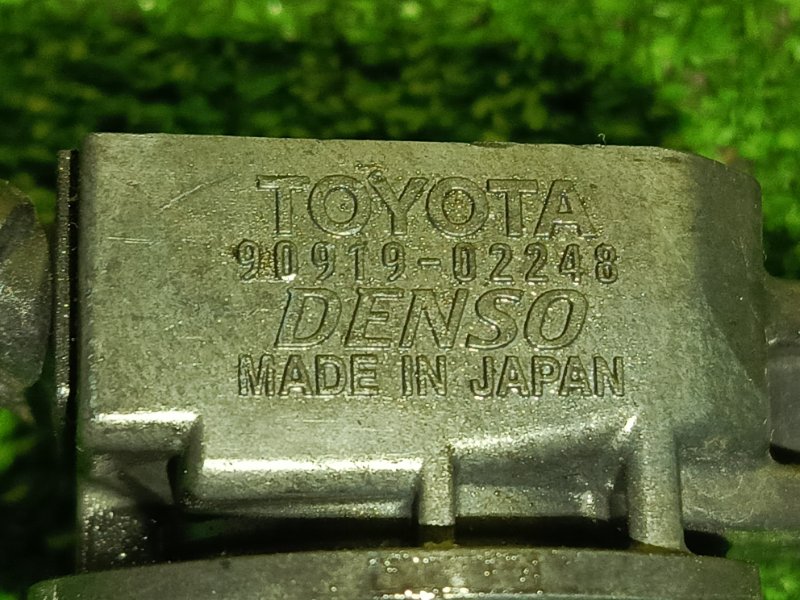 TOYOTA
90919-02248
DENSO
MADE IN JAPAN